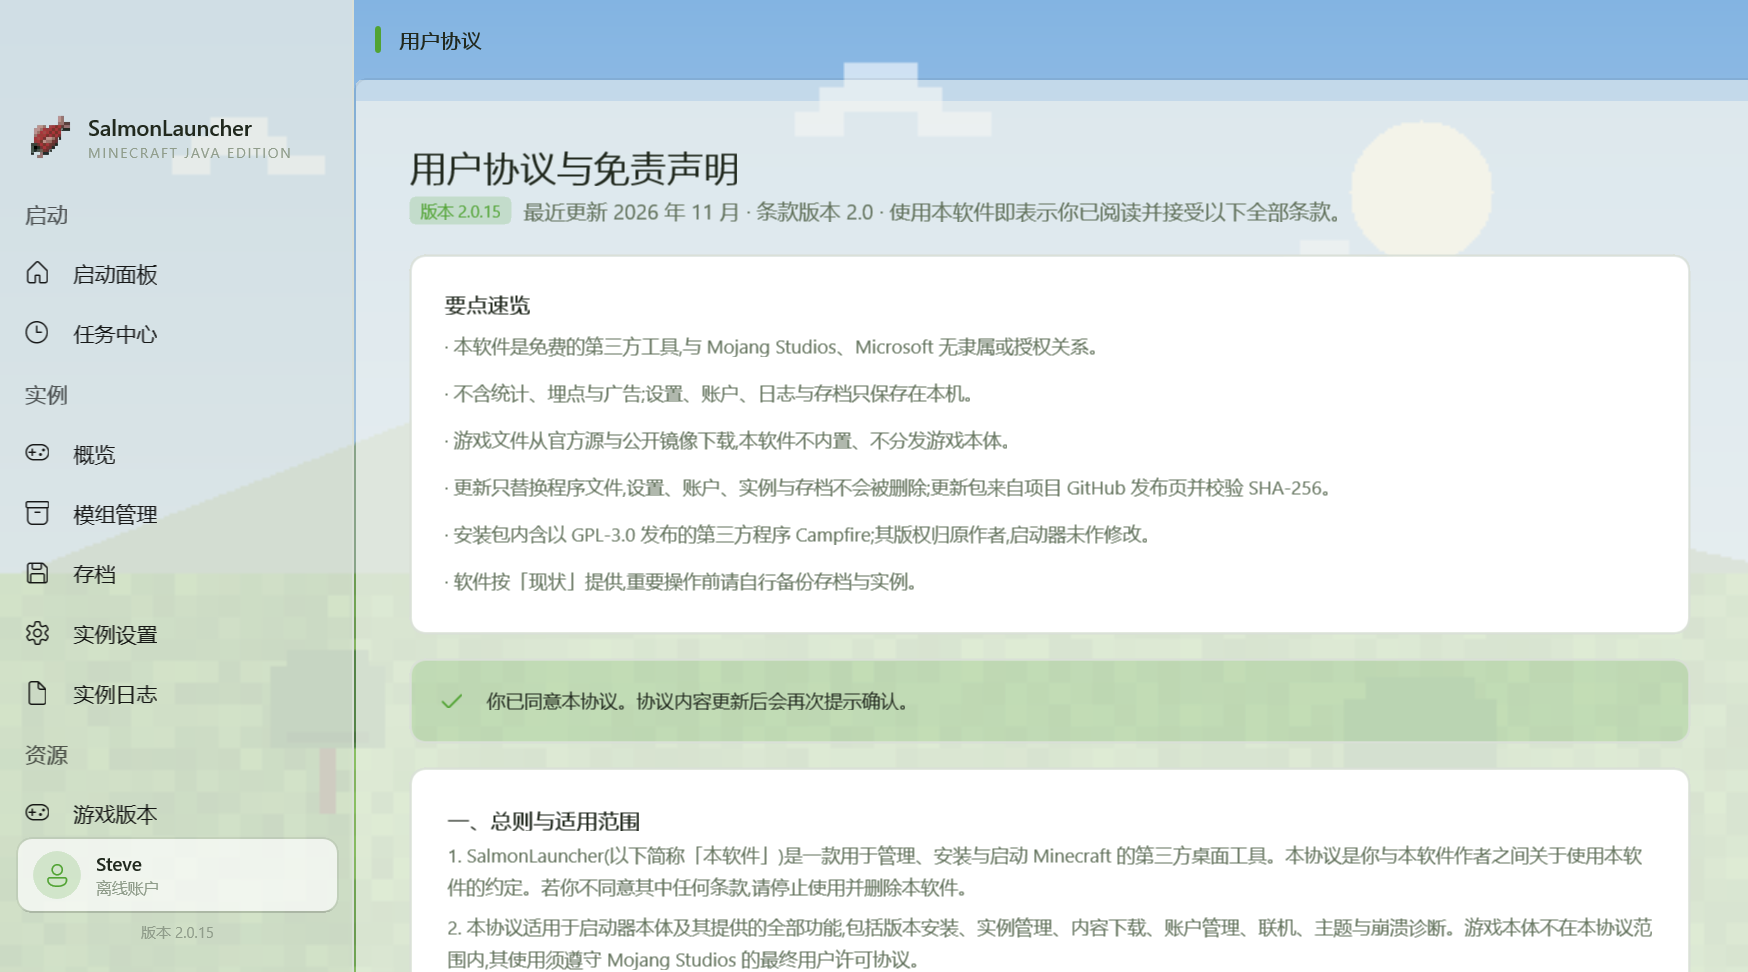 用户协议
SalmonLauncher
MINECRAFT JAVA EDITION
启动
启动面板
任务中心
实例
概览
模组管理
存档
实例设置
实例日志
资源
游戏版本
Steve
离线账户
版本 2.0.15
用户协议与免责声明
版本 2.0.15
最近更新 2026 年 11 月 · 条款版本 2.0 · 使用本软件即表示你已阅读并接受以下全部条款。
要点速览
· 本软件是免费的第三方工具,与 Mojang Studios、Microsoft 无隶属或授权关系。
· 不含统计、埋点与广告;设置、账户、日志与存档只保存在本机。
· 游戏文件从官方源与公开镜像下载,本软件不内置、不分发游戏本体。
· 更新只替换程序文件,设置、账户、实例与存档不会被删除;更新包来自项目 GitHub 发布页并校验 SHA-256。
· 安装包内含以 GPL-3.0 发布的第三方程序 Campfire;其版权归原作者,启动器未作修改。
· 软件按「现状」提供,重要操作前请自行备份存档与实例。
你已同意本协议。协议内容更新后会再次提示确认。
一、总则与适用范围
1. SalmonLauncher(以下简称「本软件」)是一款用于管理、安装与启动 Minecraft 的第三方桌面工具。本协议是你与本软件作者之间关于使用本软
件的约定。若你不同意其中任何条款,请停止使用并删除本软件。
2. 本协议适用于启动器本体及其提供的全部功能,包括版本安装、实例管理、内容下载、账户管理、联机、主题与崩溃诊断。游戏本体不在本协议范
围内,其使用须遵守 Mojang Studios 的最终用户许可协议。